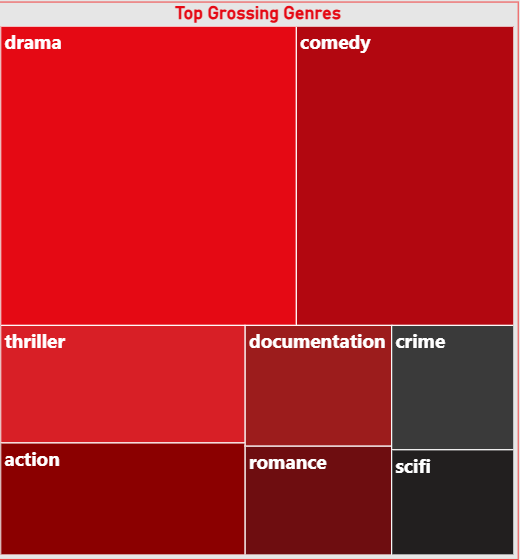 Top Grossing Genres
drama
comedy
thriller
documentation
crime
action
romance
scifi